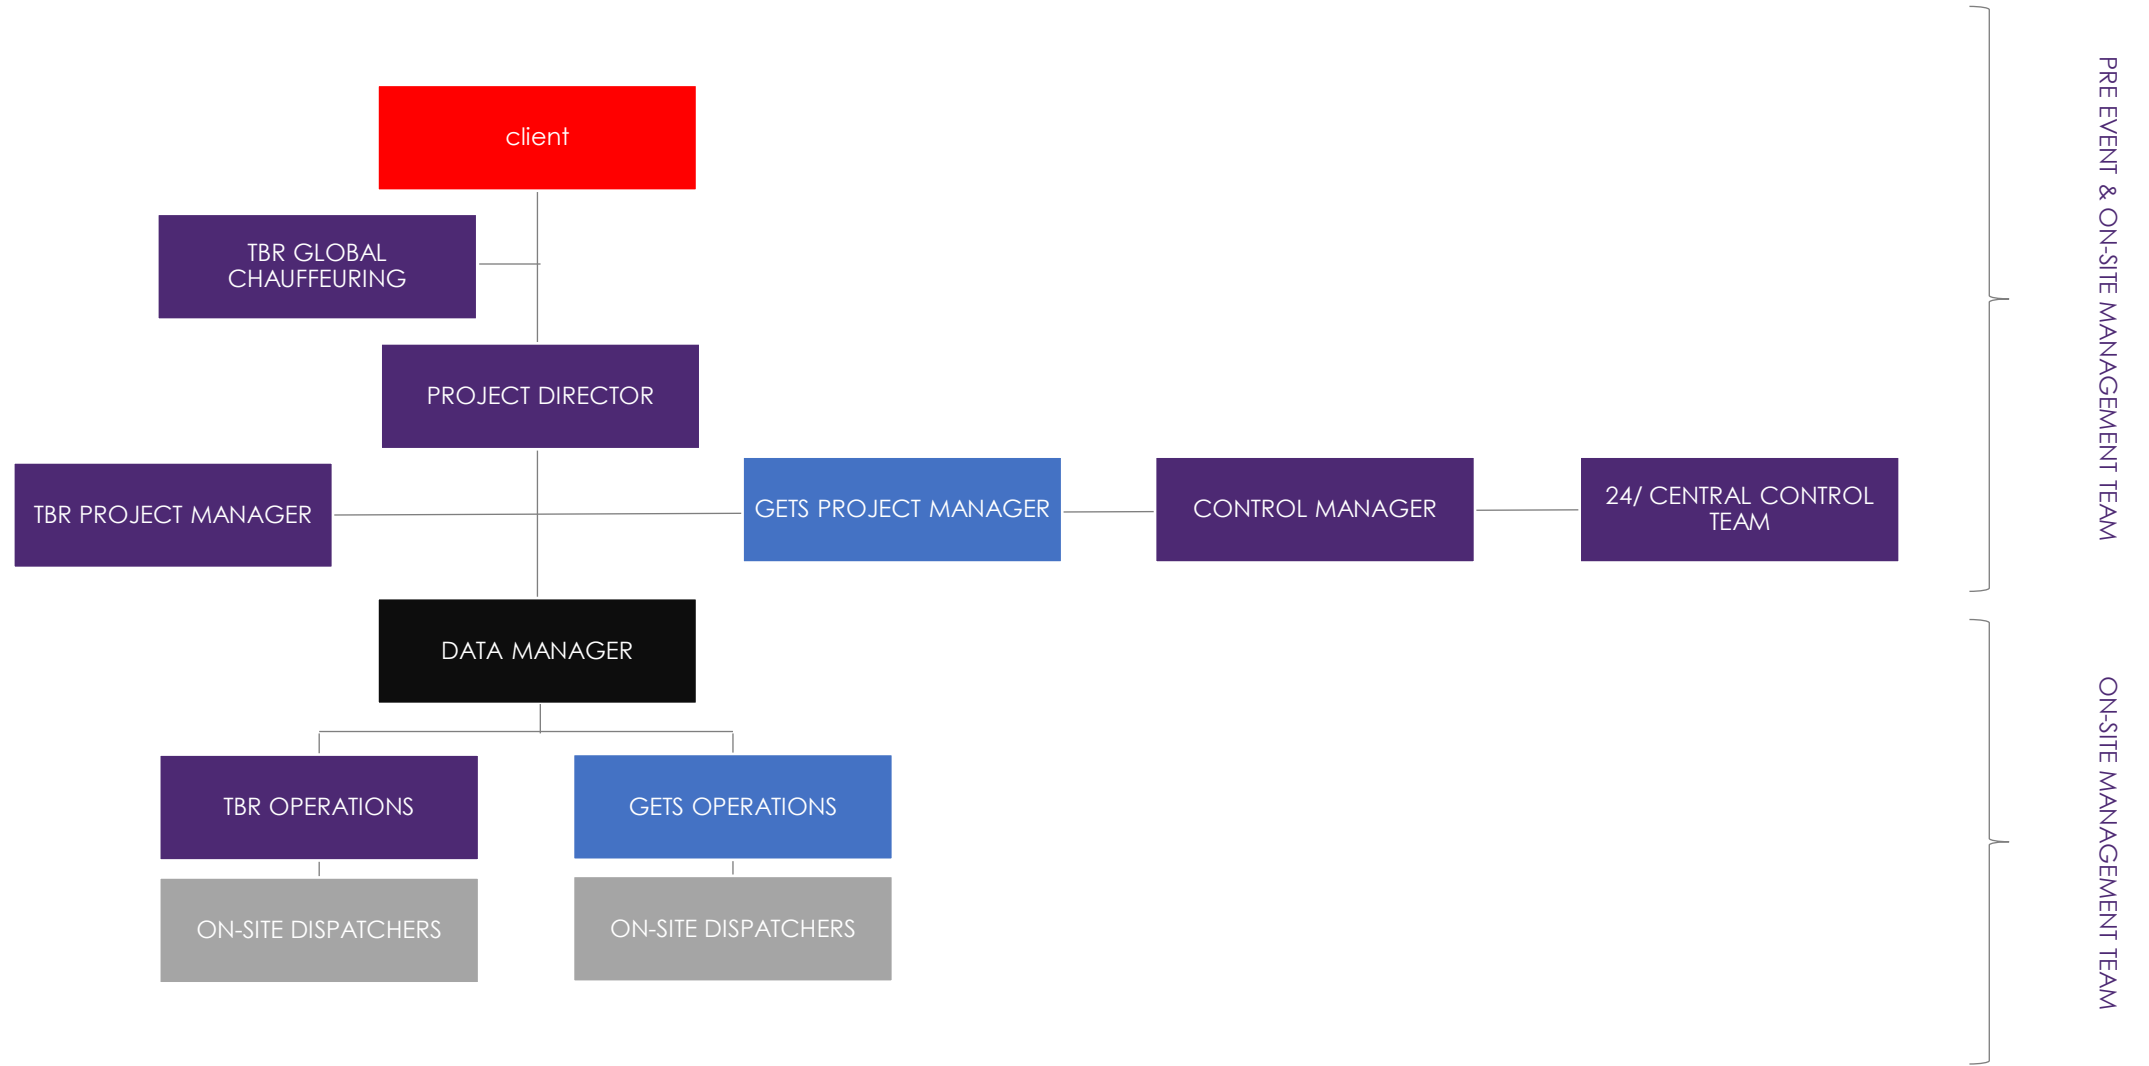 client
TBR GLOBAL
CHAUFFEURING
PROJECT DIRECTOR
TBR PROJECT MANAGER
GETS PROJECT MANAGER
CONTROL MANAGER
24/ CENTRAL CONTROL
TEAM
DATA MANAGER
TBR OPERATIONS
GETS OPERATIONS
ON-SITE DISPATCHERS
ON-SITE DISPATCHERS
PRE EVENT & ON-SITE MANAGEMENT TEAM
ON-SITE MANAGEMENT TEAM